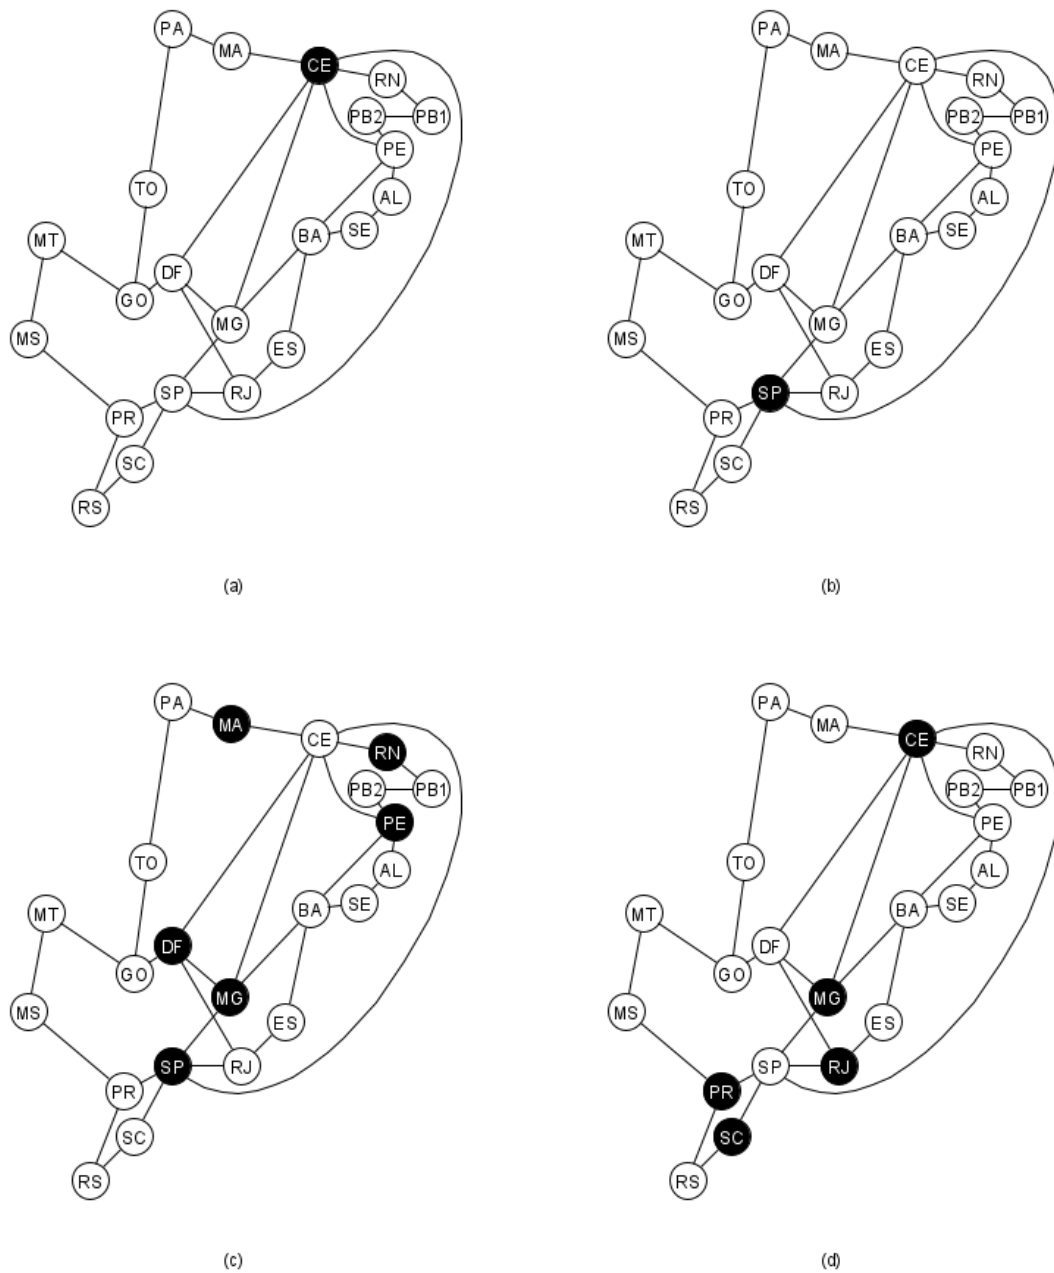 PA
MA
CE
RN
PB2
PB1
PE
TO
AL
MT
BA
SE
DF
GO
MG
MS
ES
SP
RJ
PR
SC
RS
(a)
PA
MA
CE
RN
PB2
PB1
PE
TO
AL
MT
BA
SE
DF
GO
MG
MS
ES
SP
RJ
PR
SC
RS
(b)
PA
MA
CE
RN
PB2
PB1
PE
TO
AL
MT
BA
SE
DF
GO
MG
MS
ES
SP
RJ
PR
SC
RS
(c)
PA
MA
CE
RN
PB2
PB1
PE
TO
AL
MT
BA
SE
DF
GO
MG
MS
ES
SP
RJ
PR
SC
RS
(d)